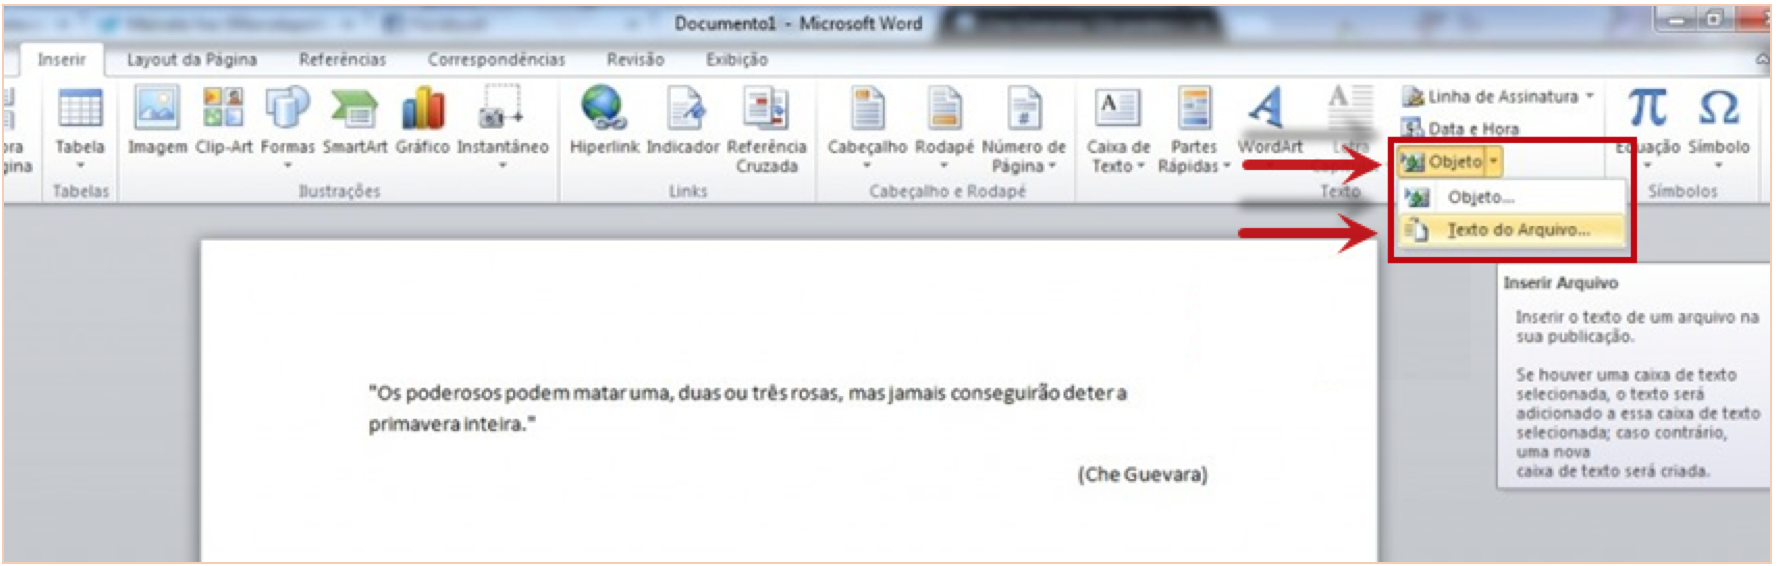 Documento1 - Microsoft Word
Inserir Layout da Página Referências Correspondências Revisão Exibição
Tabela
Imagem Clip-Art Formas SmartArt Gráfico Instantâneo
Hiperlink Indicador Referência Cruzada
Cabeçalho Rodapé Número de Página
Caixa de Texto Partes Rápidas WordArt Letra
Linha de Assinatura
Data e Hora
Objeto
Equação Símbolo
Tabelas Ilustrações Links Cabeçalho e Rodapé Texto Símbolos
Objeto...
Texto do Arquivo...
Inserir Arquivo
Inserir o texto de um arquivo na
sua publicação.
Se houver uma caixa de texto
selecionada, o texto será
adicionado a essa caixa de texto
selecionada; caso contrário,
uma nova
caixa de texto será criada.
"Os poderosos podem matar uma, duas ou três rosas, mas jamais conseguirão deter a
primavera inteira."
(Che Guevara)